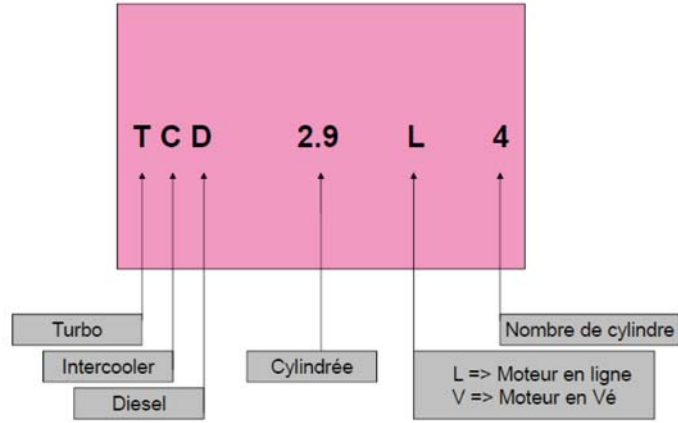 T C D 2.9 L 4
Turbo
Nombre de cylindre
Intercooler
Cylindrée
L => Moteur en ligne
V => Moteur en Vé
Diesel